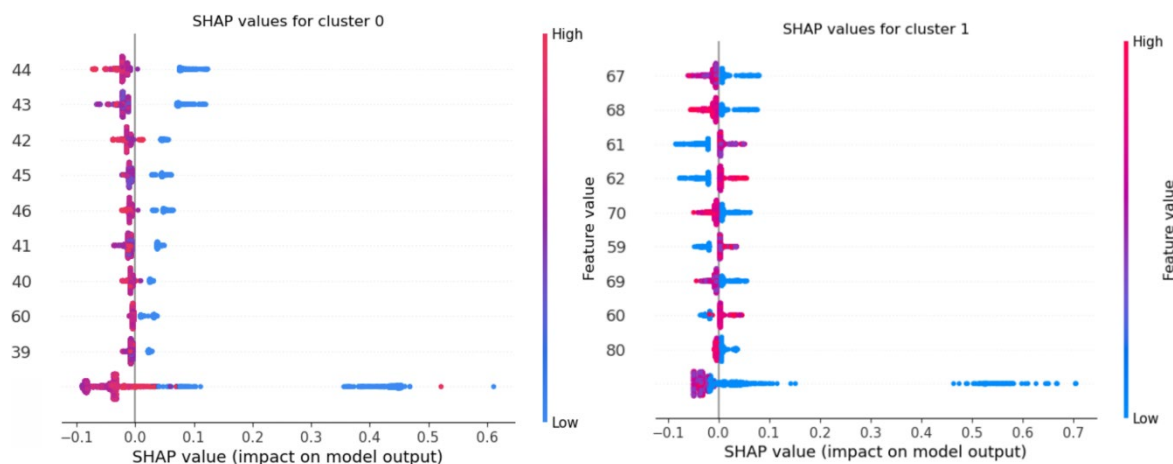 SHAP values for cluster 0
High
44
43
42
45
46
41
40
60
39
Low
−0.1 0.0 0.1 0.2 0.3 0.4 0.5 0.6
SHAP value (impact on model output)
Feature value
SHAP values for cluster 1
High
67
68
61
62
70
59
69
60
80
Low
−0.1 0.0 0.1 0.2 0.3 0.4 0.5 0.6 0.7
SHAP value (impact on model output)
Feature value